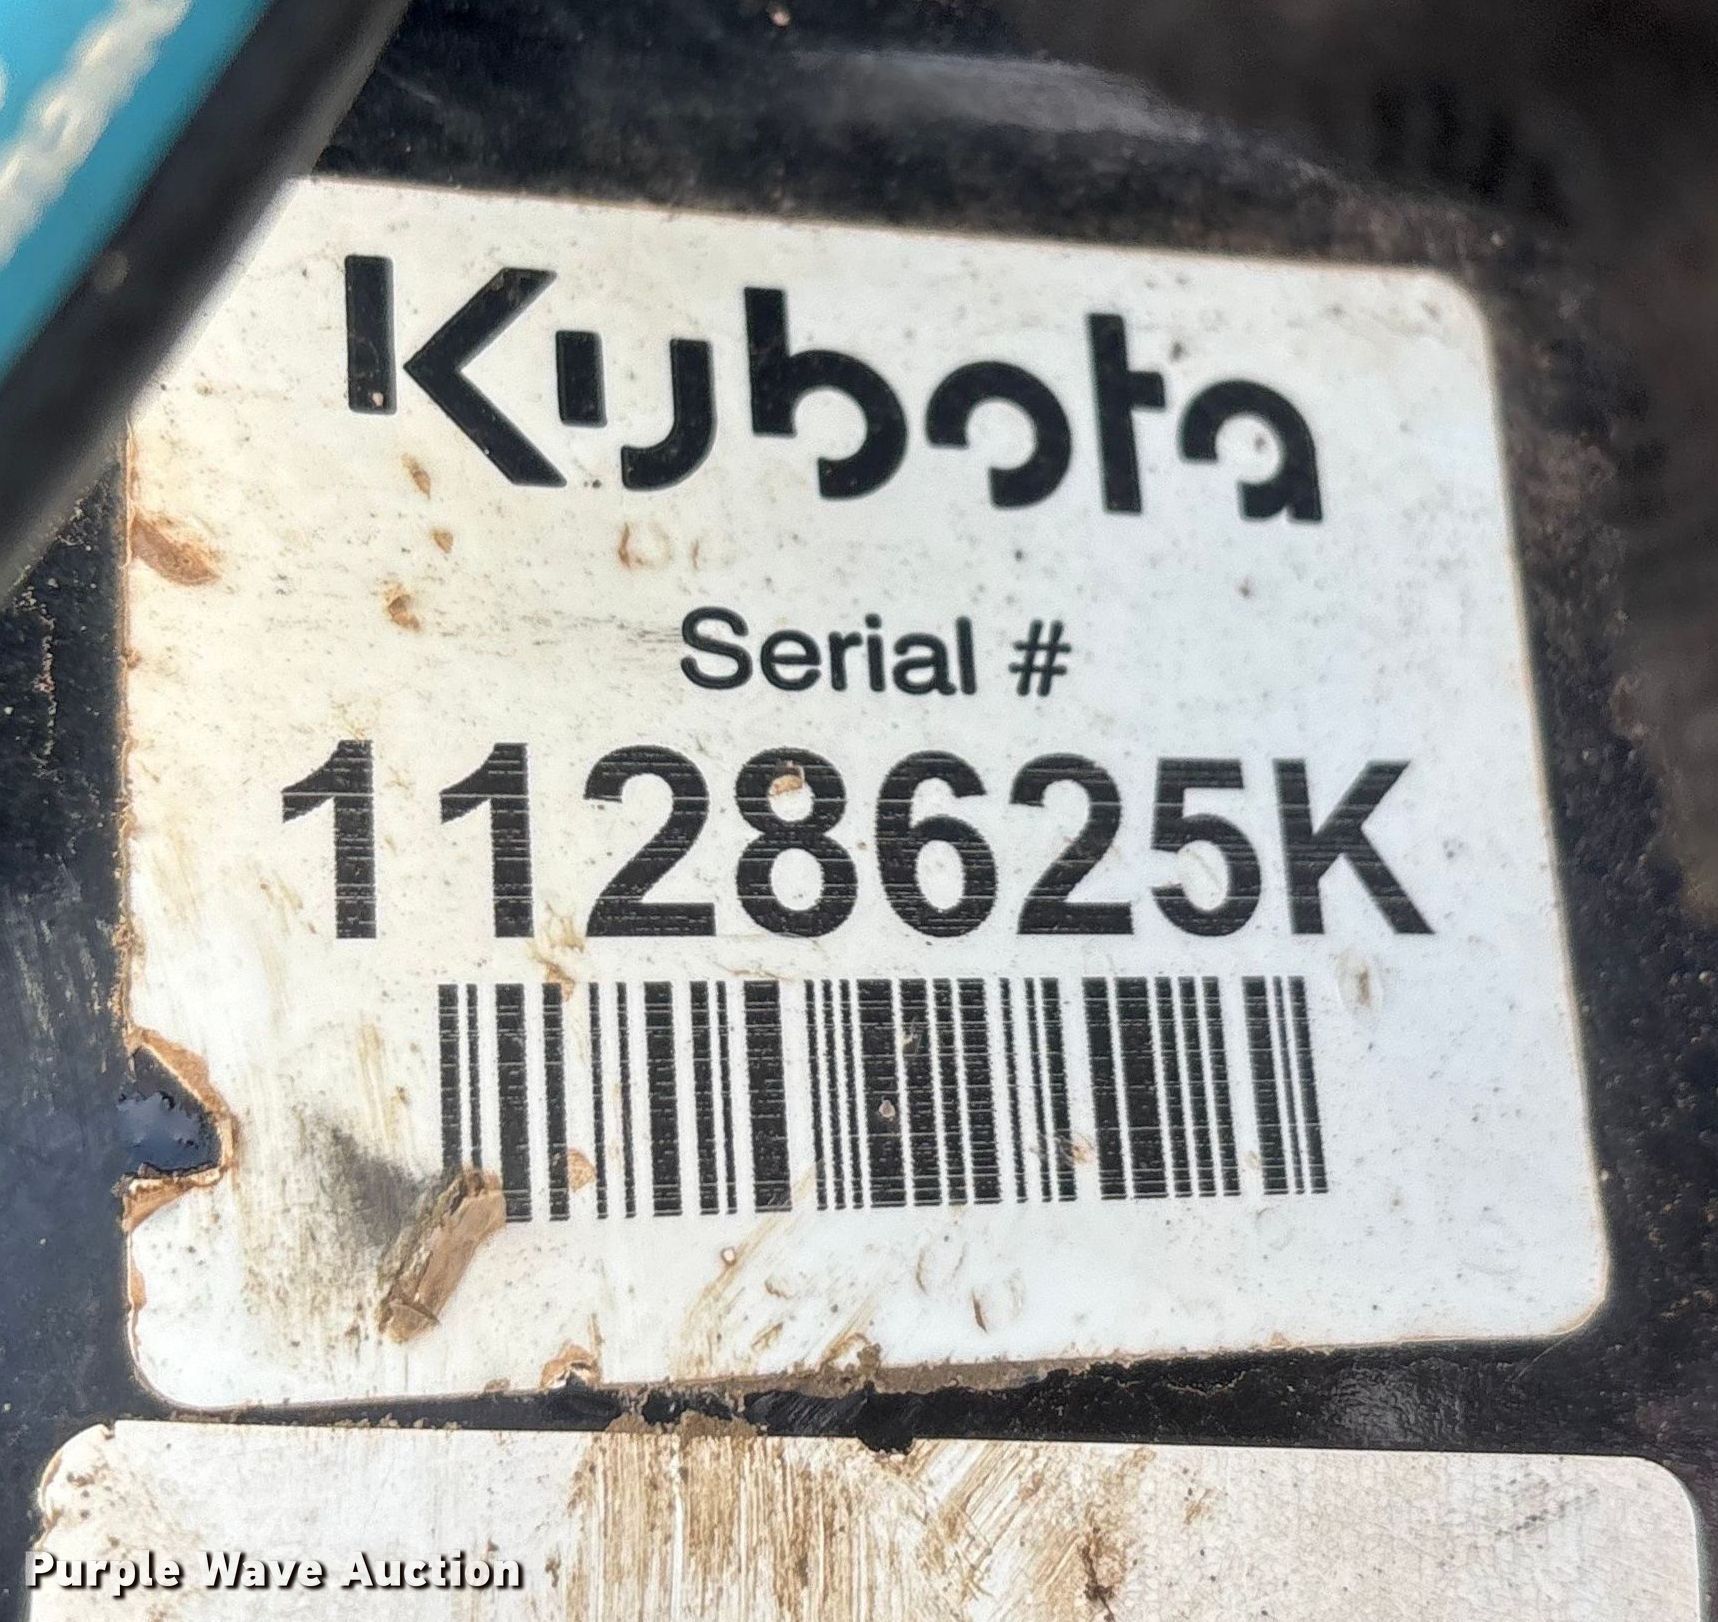 Kubota
Serial #
1128625K
Purple Wave Auction